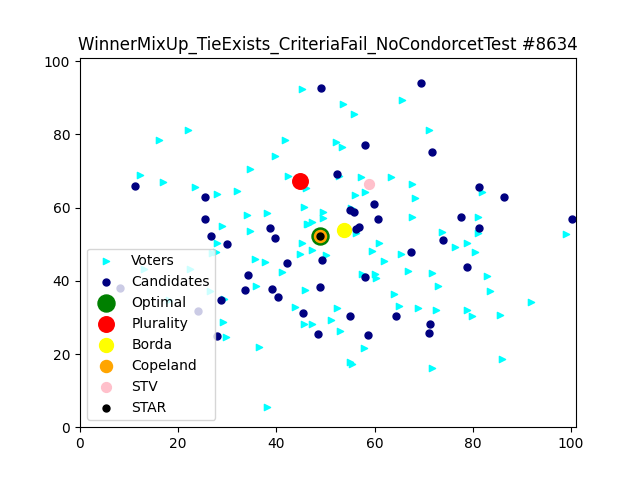 WinnerMixUp_TieExists_CriteriaFail_NoCondorcetTest #8634
100
80
60
40
20
0
0 20 40 60 80 100
Voters
Candidates
Optimal
Plurality
Borda
Copeland
STV
STAR